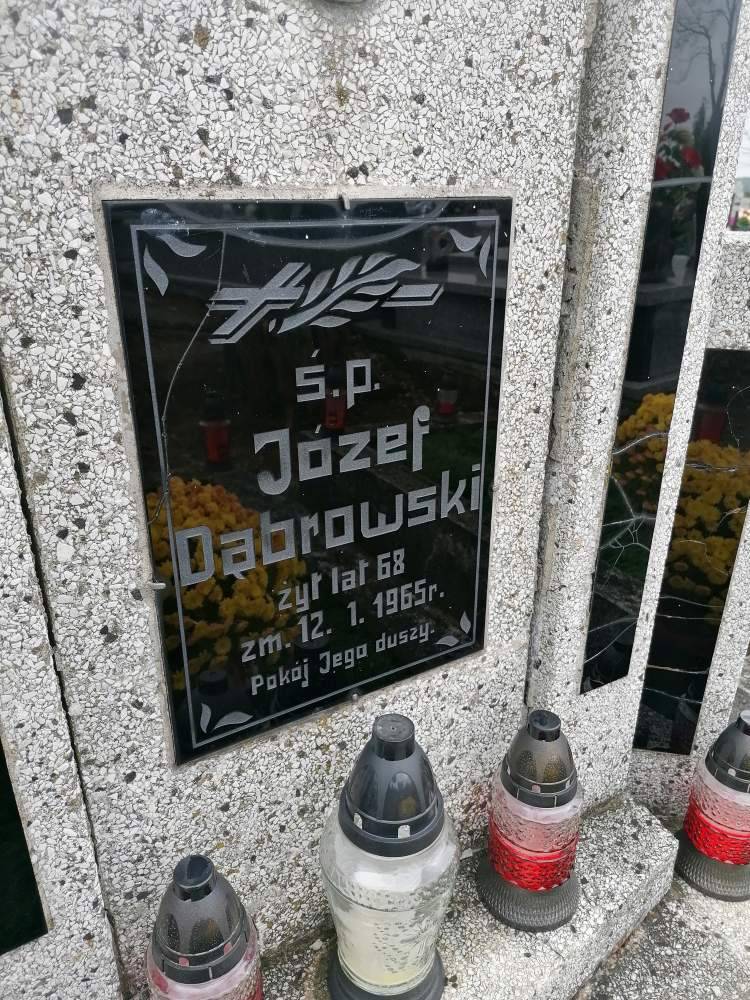 ś.p.
Józef
Dąbrowski
żył lat 68
zm. 12. 1. 1965r.
Pokój Jego duszy.